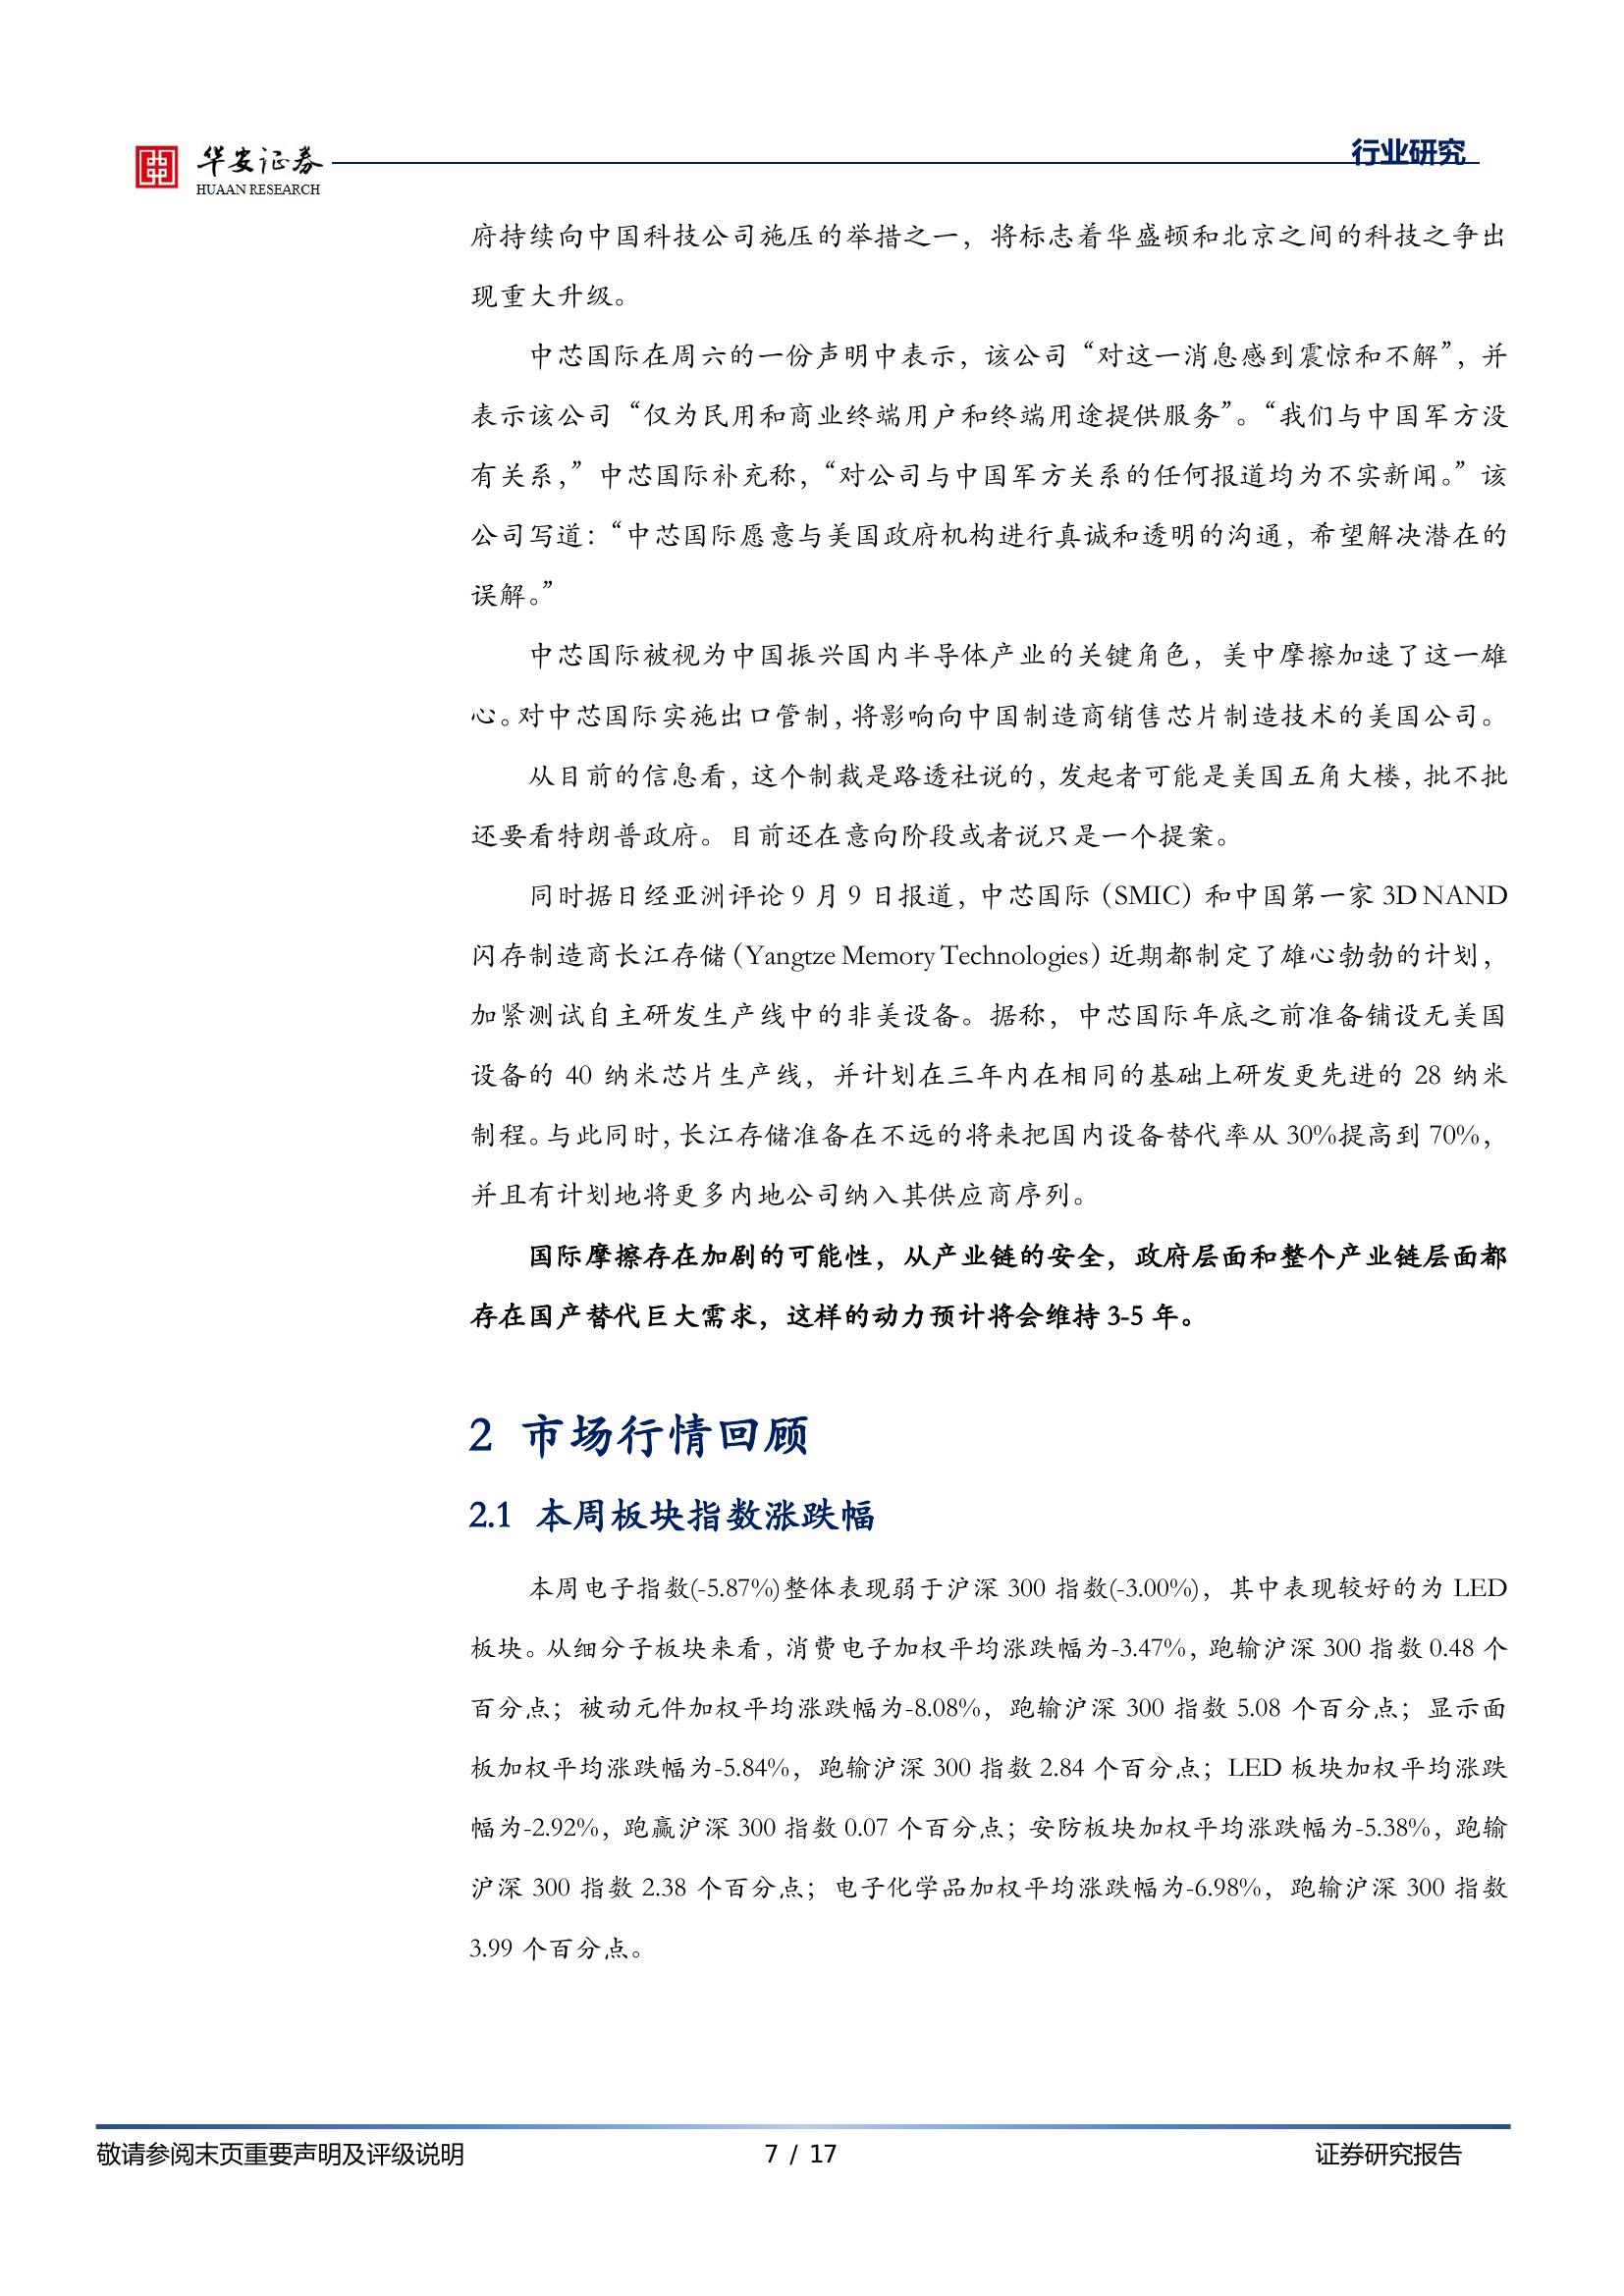 华安证券
HUAAN RESEARCH
行业研究
府持续向中国科技公司施压的举措之一，将标志着华盛顿和北京之间的科技之争出
现重大升级。
中芯国际在周六的一份声明中表示，该公司“对这一消息感到震惊和不解”，并
表示该公司“仅为民用和商业终端用户和终端用途提供服务”。“我们与中国军方没
有关系，”中芯国际补充称，“对公司与中国军方关系的任何报道均为不实新闻。”该
公司写道：“中芯国际愿意与美国政府机构进行真诚和透明的沟通，希望解决潜在的
误解。”
中芯国际被视为中国振兴国内半导体产业的关键角色，美中摩擦加速了这一雄
心。对中芯国际实施出口管制，将影响向中国制造商销售芯片制造技术的美国公司。
从目前的信息看，这个制裁是路透社说的，发起者可能是美国五角大楼，批不批
还要看特朗普政府。目前还在意向阶段或者说只是一个提案。
同时据日经亚洲评论 9 月 9 日报道，中芯国际（SMIC）和中国第一家 3D NAND
闪存制造商长江存储（Yangtze Memory Technologies）近期都制定了雄心勃勃的计划，
加紧测试自主研发生产线中的非美设备。据称，中芯国际年底之前准备铺设无美国
设备的 40 纳米芯片生产线，并计划在三年内在相同的基础上研发更先进的 28 纳米
制程。与此同时，长江存储准备在不远的将来把国内设备替代率从 30%提高到 70%，
并且有计划地将更多内地公司纳入其供应商序列。
国际摩擦存在加剧的可能性，从产业链的安全，政府层面和整个产业链层面都
存在国产替代巨大需求，这样的动力预计将会维持 3-5 年。
2 市场行情回顾
2.1 本周板块指数涨跌幅
本周电子指数(-5.87%)整体表现弱于沪深 300 指数(-3.00%)，其中表现较好的为 LED
板块。从细分子板块来看，消费电子加权平均涨跌幅为-3.47%，跑输沪深 300 指数 0.48 个
百分点；被动元件加权平均涨跌幅为-8.08%，跑输沪深 300 指数 5.08 个百分点；显示面
板加权平均涨跌幅为-5.84%，跑输沪深 300 指数 2.84 个百分点；LED 板块加权平均涨跌
幅为-2.92%，跑赢沪深 300 指数 0.07 个百分点；安防板块加权平均涨跌幅为-5.38%，跑输
沪深 300 指数 2.38 个百分点；电子化学品加权平均涨跌幅为-6.98%，跑输沪深 300 指数
3.99 个百分点。
敬请参阅末页重要声明及评级说明
7 / 17
证券研究报告